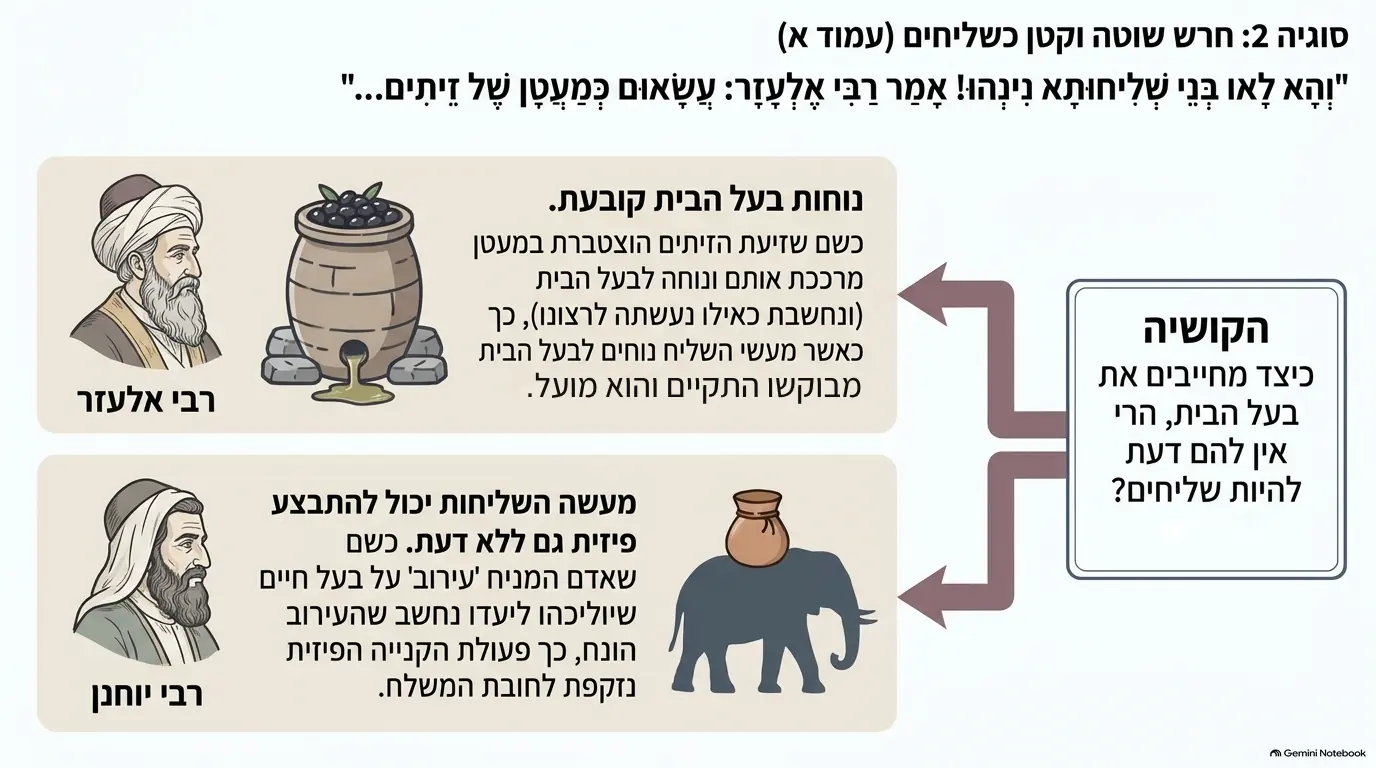 סוגיה 2: חרש שוטה וקטן כשליחים (עמוד א)
"וְהָא לָאו בְּנֵי שְׁלִיחוּתָא נִינְהוּ! אָמַר רַבִּי אֶלְעָזָר: עֲשָׂאוּם כְּמַעֲטָן שֶׁל זֵיתִים..."
הקושיה
כיצד מחייבים את
בעל הבית, הרי
אין להם דעת
להיות שליחים?
נוחות בעל הבית קובעת.
כשם שזיעת הזיתים הוצטברת במעטן
מרככת אותם ונוחה לבעל הבית
(ונחשבת כאילו נעשתה לרצונו), כך
כאשר מעשי השליח נוחים לבעל הבית
מבוקשו התקיים והוא מועל.
רבי אלעזר
מעשה השליחות יכול להתבצע
פיזית גם ללא דעת. כשם
שאדם המניח 'עירוב' על בעל חיים
שיוליכהו ליעדו נחשב שהעירוב
הונח, כך פעולת הקנייה הפיזית
נזקפת לחובת המשלח.
רבי יוחנן
Gemini Notebook